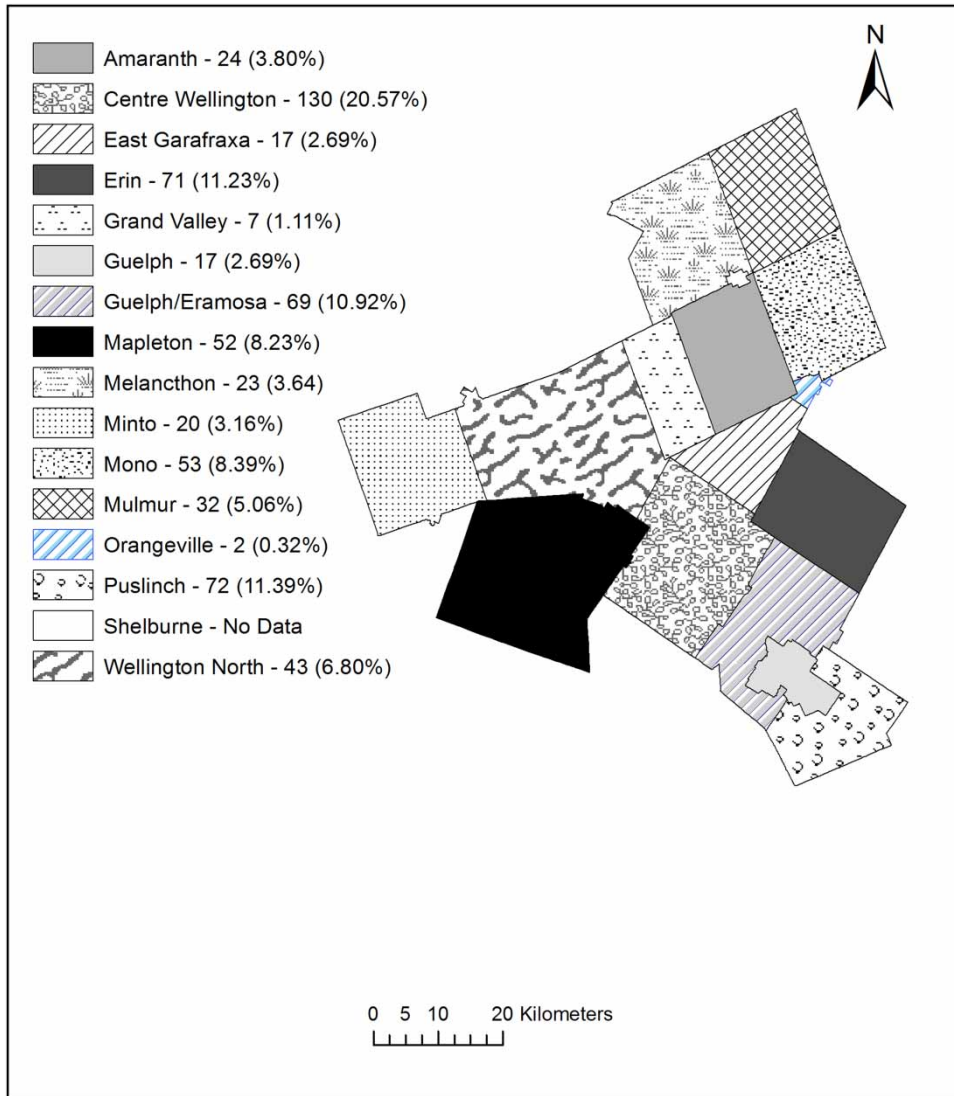 Amaranth - 24 (3.80%)
Centre Wellington - 130 (20.57%)
East Garafraxa - 17 (2.69%)
Erin - 71 (11.23%)
Grand Valley - 7 (1.11%)
Guelph - 17 (2.69%)
Guelph/Eramosa - 69 (10.92%)
Mapleton - 52 (8.23%)
Melancthon - 23 (3.64)
Minto - 20 (3.16%)
Mono - 53 (8.39%)
Mulmur - 32 (5.06%)
Orangeville - 2 (0.32%)
Puslinch - 72 (11.39%)
Shelburne - No Data
Wellington North - 43 (6.80%)
N
0 5 10 20 Kilometers